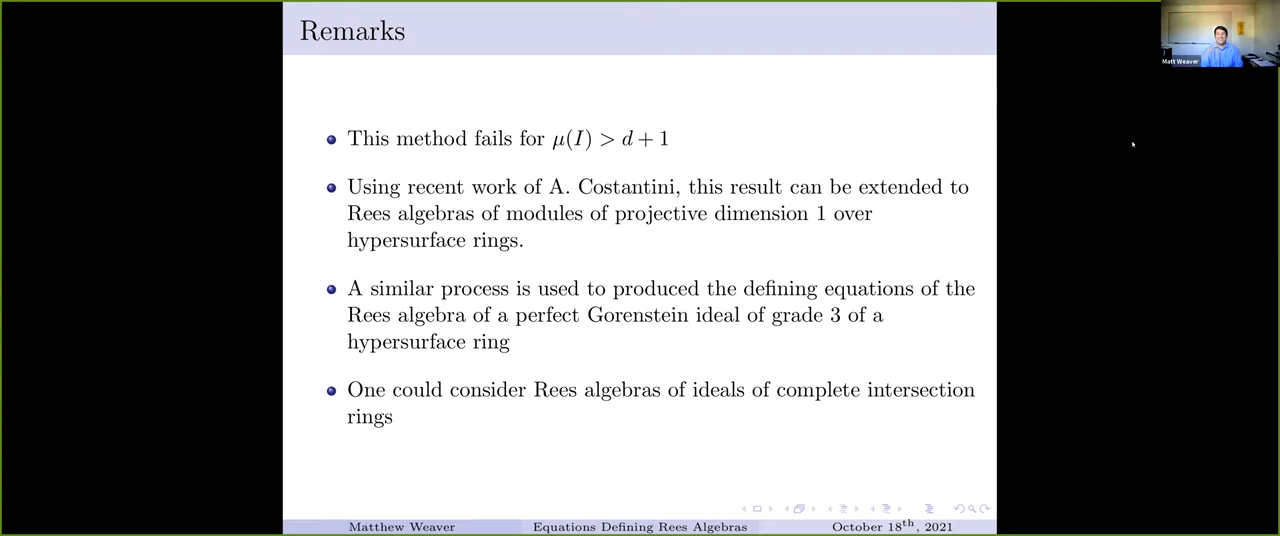 Remarks
Matt Weaver
This method fails for μ(I) > d + 1
Using recent work of A. Costantini, this result can be extended to
Rees algebras of modules of projective dimension 1 over
hypersurface rings.
A similar process is used to produced the defining equations of the
Rees algebra of a perfect Gorenstein ideal of grade 3 of a
hypersurface ring
One could consider Rees algebras of ideals of complete intersection
rings
Matthew Weaver
Equations Defining Rees Algebras
October 18th, 2021